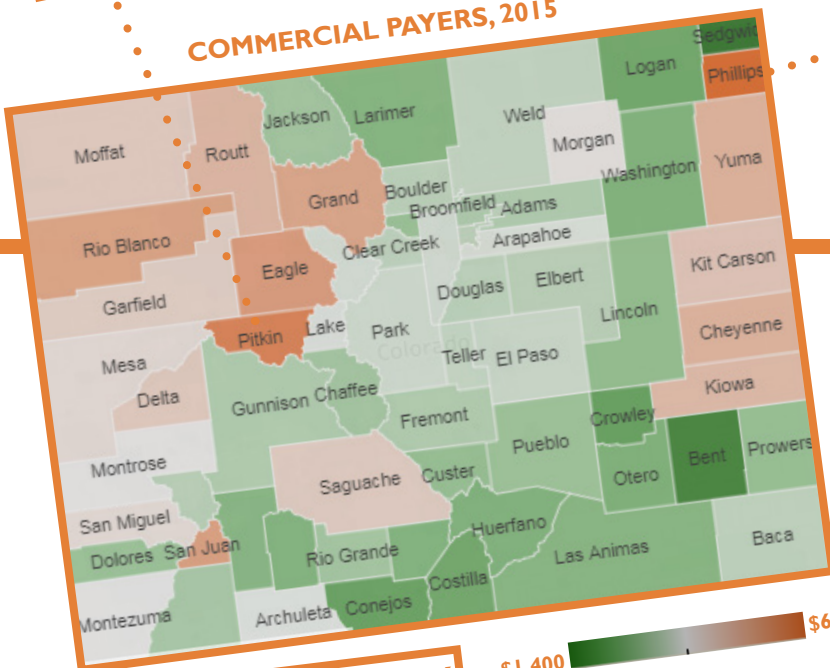 COMMERCIAL PAYERS, 2015
Sedgwic
Logan
Phillips
Jackson
Larimer
Weld
Moffat
Routt
Morgan
Washington
Yuma
Grand
Boulder
Broomfield
Adams
Rio Blanco
Clear Creek
Arapahoe
Eagle
Kit Carson
Garfield
Douglas
Elbert
Lincoln
Pitkin
Lake
Park
Colorado
Cheyenne
Mesa
Teller
El Paso
Delta
Gunnison
Chaffee
Kiowa
Fremont
Crowley
Montrose
Pueblo
Bent
Prowers
Saguache
Custer
Otero
San Miguel
Huerfano
Dolores
San Juan
Rio Grande
Las Animas
Baca
Costilla
Montezuma
Archuleta
Conejos
$1,400
$6